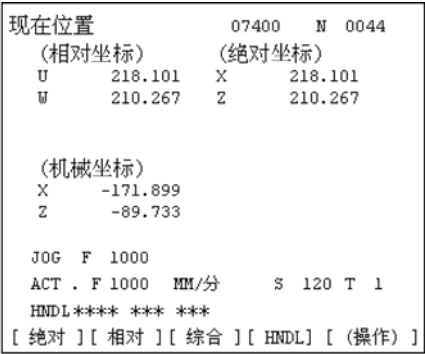 现在位置 07400 N 0044
(相对坐标) (绝对坐标)
U 218.101 X 218.101
W 210.267 Z 210.267
(机械坐标)
X -171.899
Z -89.733
JOG F 1000
ACT . F 1000 MM/分 S 120 T 1
HNDL**** *** ***
[ 绝对 ][ 相对 ][ 综合 ][ HNDL] [ (操作) ]